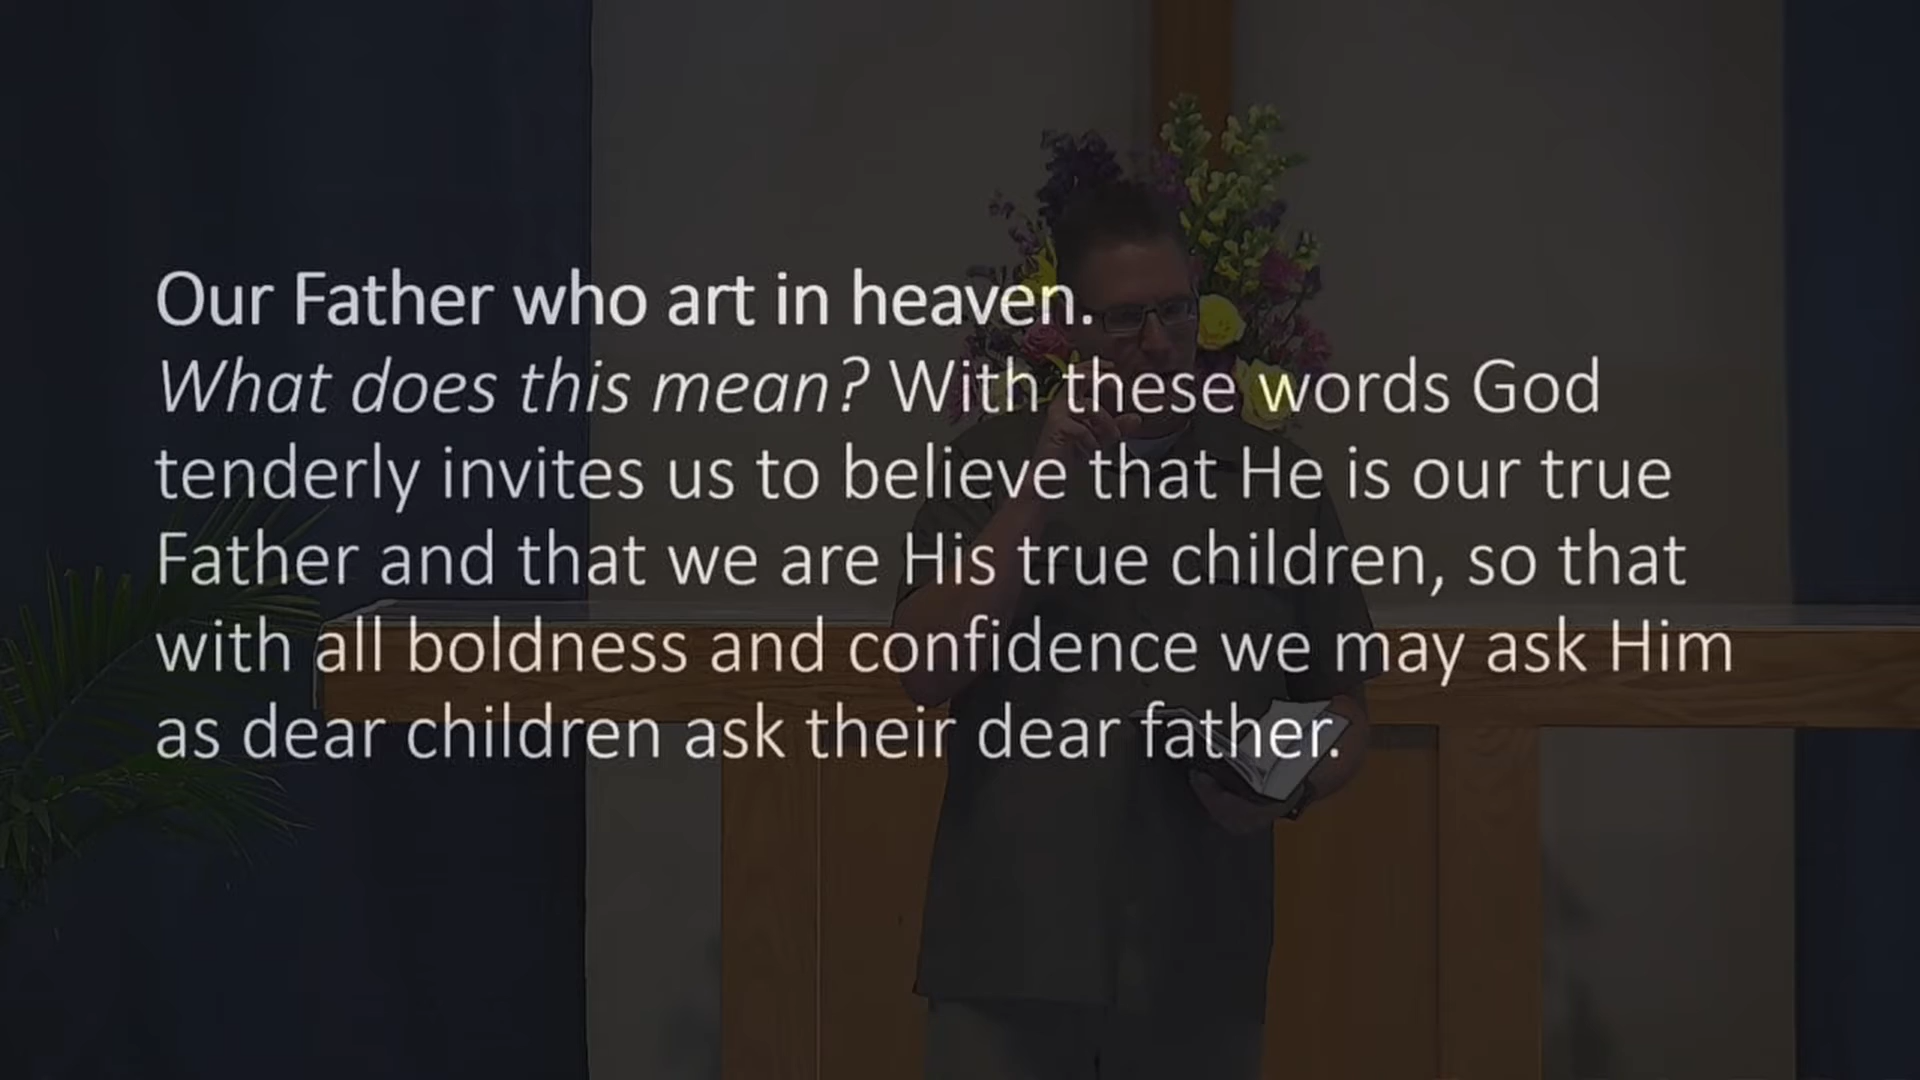 Our Father who art in heaven.
What does this mean? With these words God
tenderly invites us to believe that He is our true
Father and that we are His true children, so that
with all boldness and confidence we may ask Him
as dear children ask their dear father.